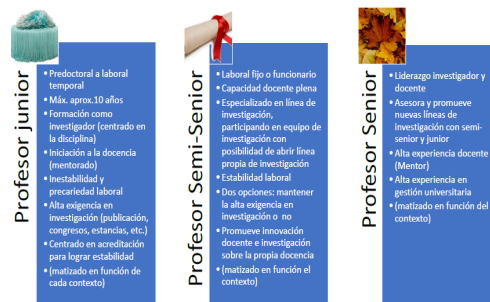 Profesor junior
• Predoctoral a laboral
temporal
• Máx. aprox.10 años
• Formación como
investigador (centrado en
la disciplina)
• Iniciación a la docencia
(mentorado)
• Inestabilidad y
precariedad laboral
• Alta exigencia en
investigación (publicación,
congresos, estancias, etc.)
• Centrado en acreditación
para lograr estabilidad
• (matizado en función de
cada contexto)
Profesor Semi-Senior
• Laboral fijo o funcionario
• Capacidad docente plena
• Especializado en línea de
investigación,
participando en equipo de
investigación con
posibilidad de abrir línea
propia de investigación
• Estabilidad laboral
• Dos opciones: mantener
la alta exigencia en
investigación o no
• Promueve innovación
docente e investigación
sobre la propia docencia
• (matizado en función el
contexto)
Profesor Senior
• Liderazgo investigador y
docente
• Asesora y promueve
nuevas líneas de
investigación con semi-
senior y junior
• Alta experiencia docente
(Mentor)
• Alta experiencia en
gestión universitaria
• (matizado en función del
contexto)